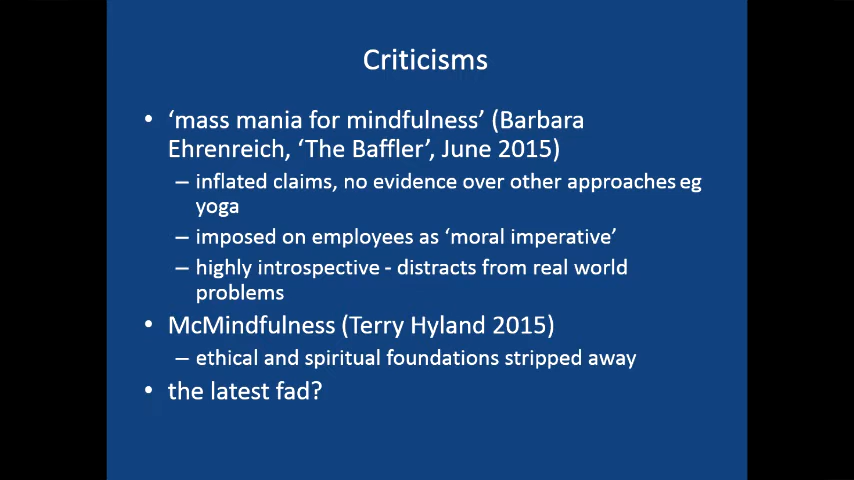 Criticisms
• ‘mass mania for mindfulness’ (Barbara
Ehrenreich, ‘The Baffler’, June 2015)
– inflated claims, no evidence over other approaches eg
yoga
– imposed on employees as ‘moral imperative’
– highly introspective - distracts from real world
problems
• McMindfulness (Terry Hyland 2015)
– ethical and spiritual foundations stripped away
• the latest fad?